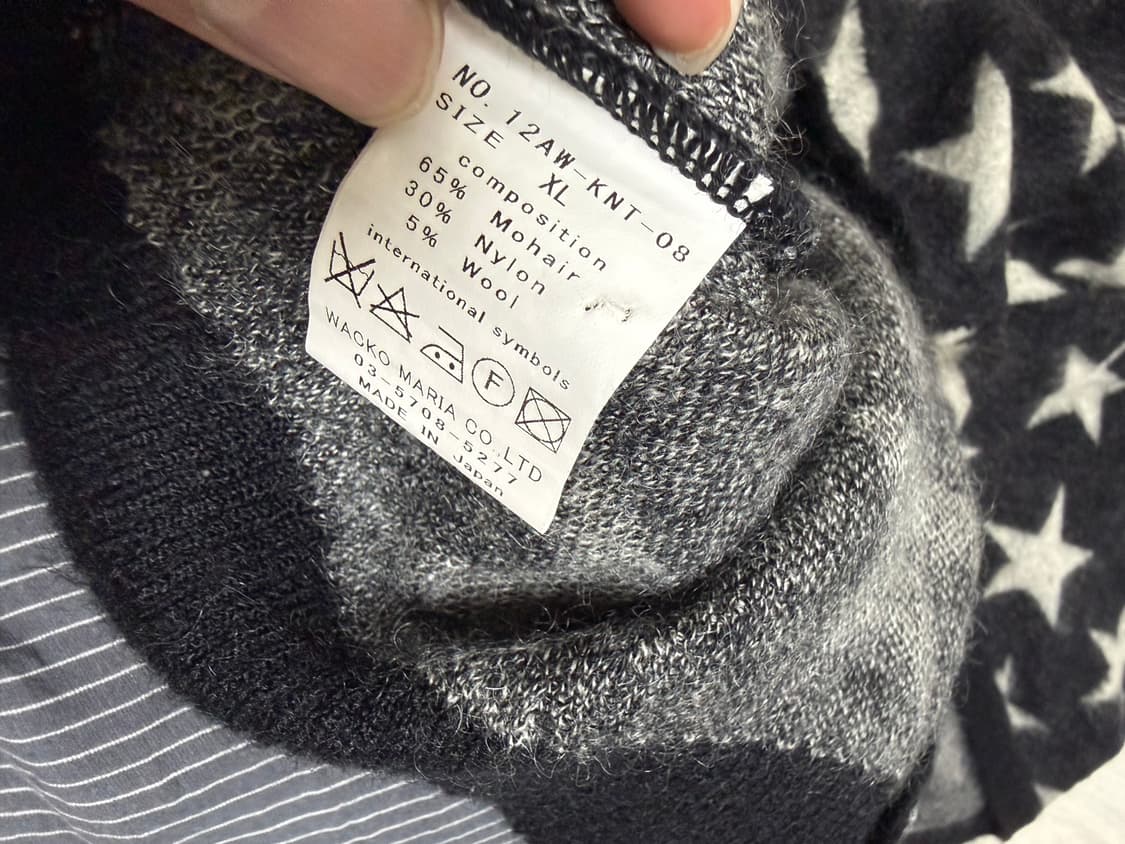 NO. 12AW-KNT-08
SIZE XL
composition
65% Mohair
30% Nylon
5% Wool
international symbols
F
WACKO MARIA CO.,LTD
03-5708-5277
MADE IN Japan